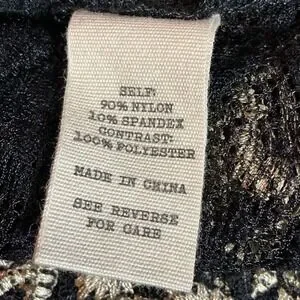 SELF:
90% NYLON
10% SPANDEX
CONTRAST:
100% POLYESTER
MADE IN CHINA
SEE REVERSE
FOR CARE